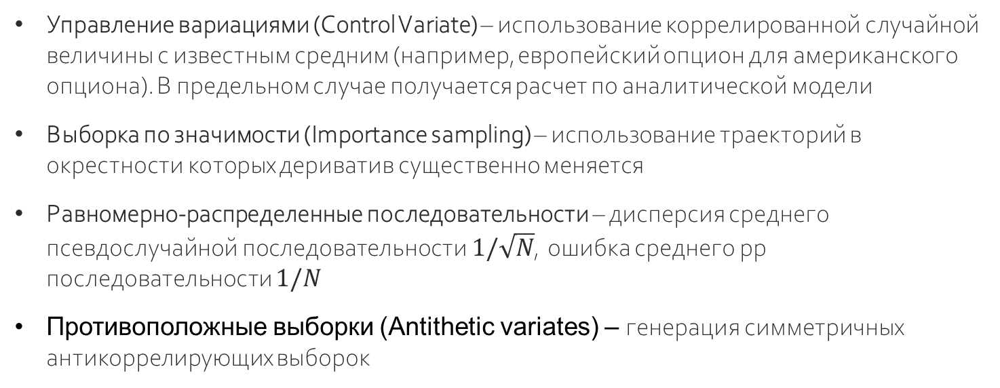 • Управление вариациями (Control Variate) – использование коррелированной случайной
величины с известным средним (например, европейский опцион для американского
опциона). В предельном случае получается расчет по аналитической модели
• Выборка по значимости (Importance sampling) – использование траекторий в
окрестности которых дериватив существенно меняется
• Равномерно-распределенные последовательности – дисперсия среднего
псевдослучайной последовательности 1/√N, ошибка среднего рр
последовательности 1/N
• Противоположные выборки (Antithetic variates) – генерация симметричных
антикоррелирующих выборок